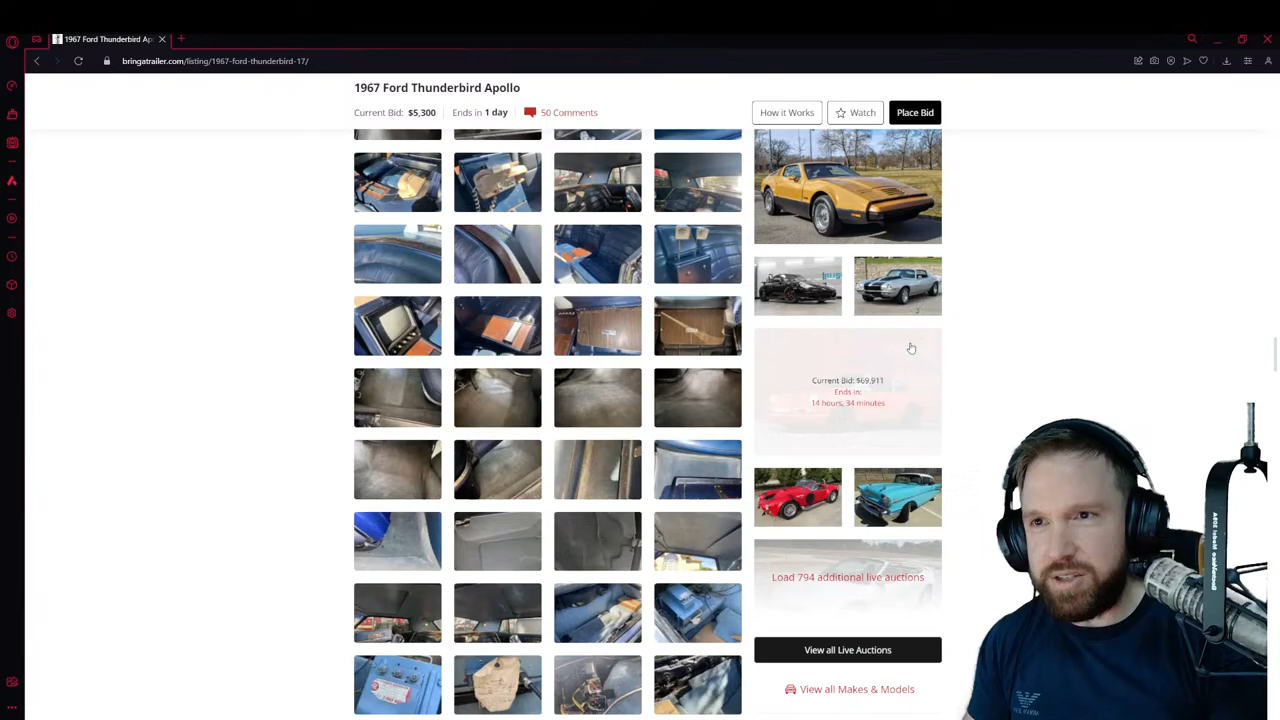 1967 Ford Thunderbird Ap
bringatrailer.com/listing/1967-ford-thunderbird-17/
1967 Ford Thunderbird Apollo
Current Bid: $5,300
Ends in 1 day
50 Comments
How it Works
Watch
Place Bid
Current Bid: $69,911
Ends in:
14 hours, 34 minutes
Load 794 additional live auctions
View all Live Auctions
View all Makes & Models